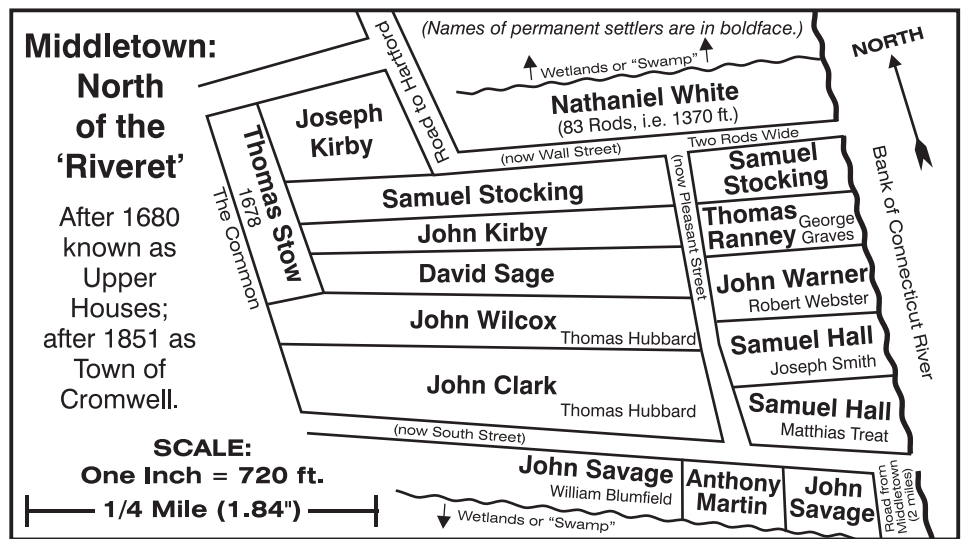 Middletown:
North
of the
'Riveret'
After 1680
known as
Upper
Houses;
after 1851 as
Town of
Cromwell.
SCALE:
One Inch = 720 ft.
1/4 Mile (1.84")
(Names of permanent settlers are in boldface.)
NORTH
Wetlands or "Swamp"
Nathaniel White
(83 Rods, i.e. 1370 ft.)
Road to Hartford
(now Wall Street)
Two Rods Wide
Joseph
Kirby
Thomas Stow
1678
The Common
Samuel Stocking
John Kirby
David Sage
John Wilcox
Thomas Hubbard
John Clark
Thomas Hubbard
(now Pleasant Street)
Samuel
Stocking
Thomas
Ranney
George
Graves
John Warner
Robert Webster
Samuel Hall
Joseph Smith
Samuel Hall
Matthias Treat
Bank of Connecticut River
(now South Street)
John Savage
William Blumfield
Anthony
Martin
John
Savage
Road from
Middletown
(2 miles)
Wetlands or "Swamp"